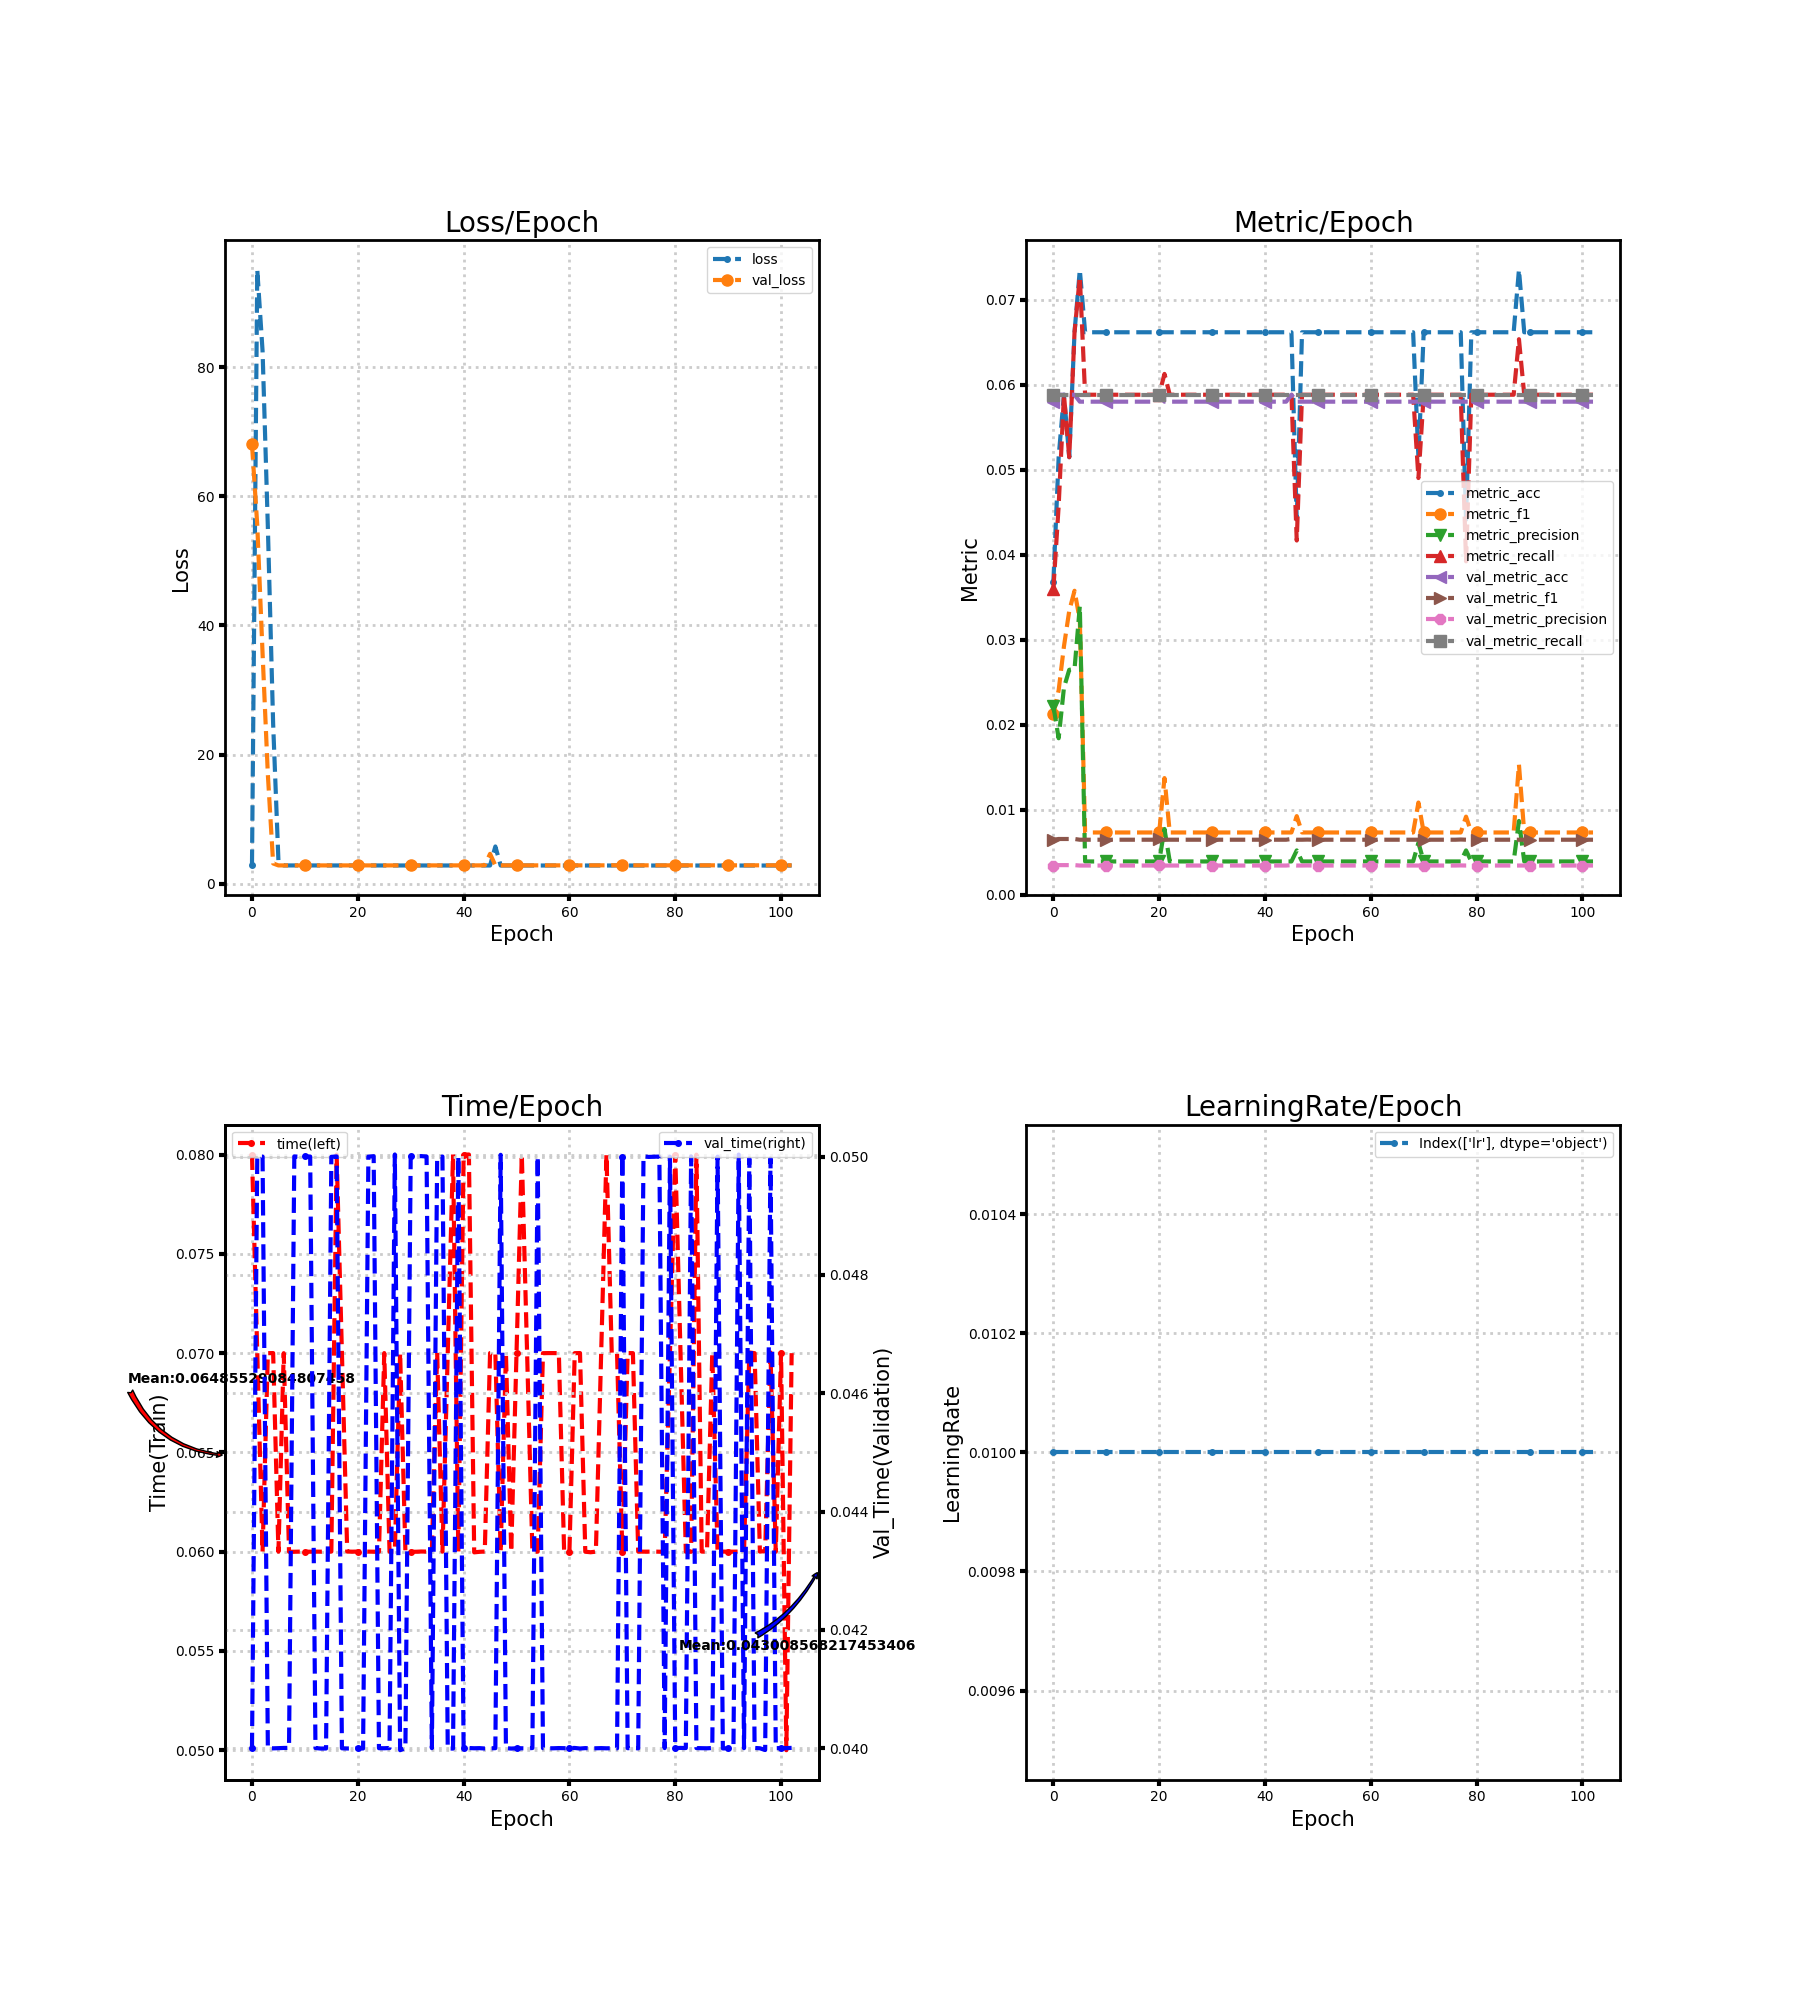 Loss/Epoch
loss
val_loss
80
60
40
20
0
Loss
0 20 40 60 80 100
Epoch
Metric/Epoch
0.07
0.06
0.05
0.04
0.03
0.02
0.01
0.00
Metric
metric_acc
metric_f1
metric_precision
metric_recall
val_metric_acc
val_metric_f1
val_metric_precision
val_metric_recall
0 20 40 60 80 100
Epoch
Time/Epoch
time(left)
val_time(right)
0.080
0.075
0.070
0.065
0.060
0.055
0.050
Time(Train)
0.050
0.048
0.046
0.044
0.042
0.040
Val_Time(Validation)
Mean:0.043008568217453406
0 20 40 60 80 100
Epoch
LearningRate/Epoch
Index(['lr'], dtype='object')
0.0104
0.0102
0.0100
0.0098
0.0096
LearningRate
0 20 40 60 80 100
Epoch